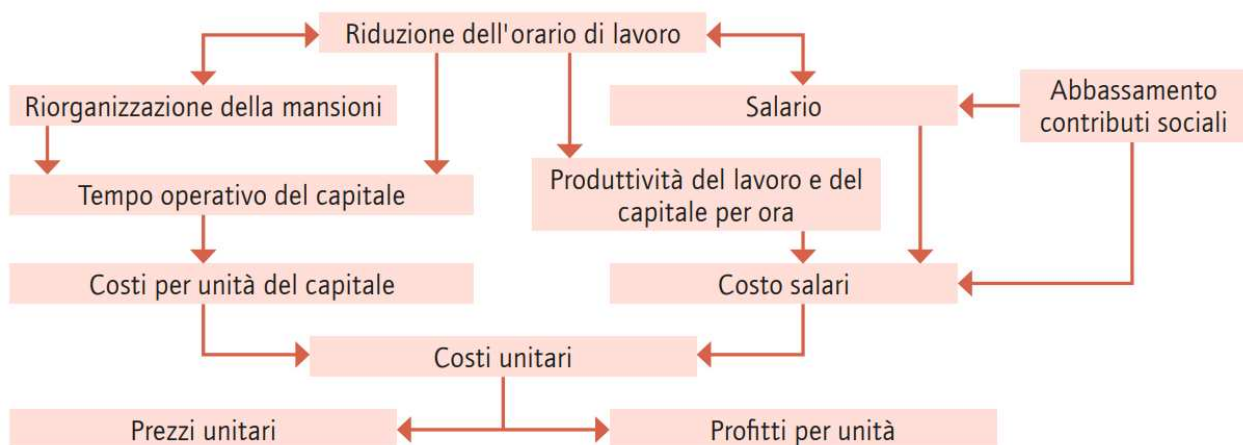 Riduzione dell'orario di lavoro
Riorganizzazione della mansioni
Salario
Abbassamento
contributi sociali
Tempo operativo del capitale
Produttività del lavoro e del
capitale per ora
Costi per unità del capitale
Costo salari
Costi unitari
Prezzi unitari
Profitti per unità